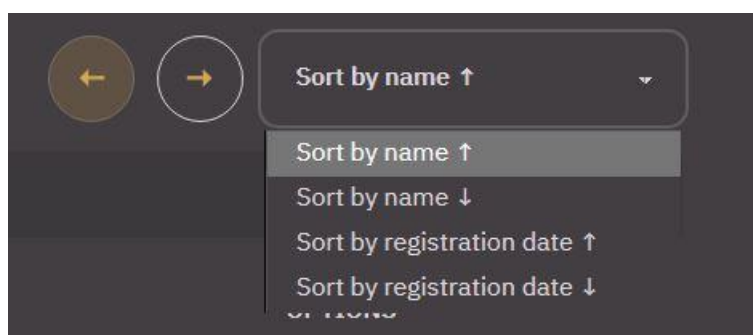 ← → Sort by name ↑
Sort by name ↑
Sort by name ↓
Sort by registration date ↑
Sort by registration date ↓